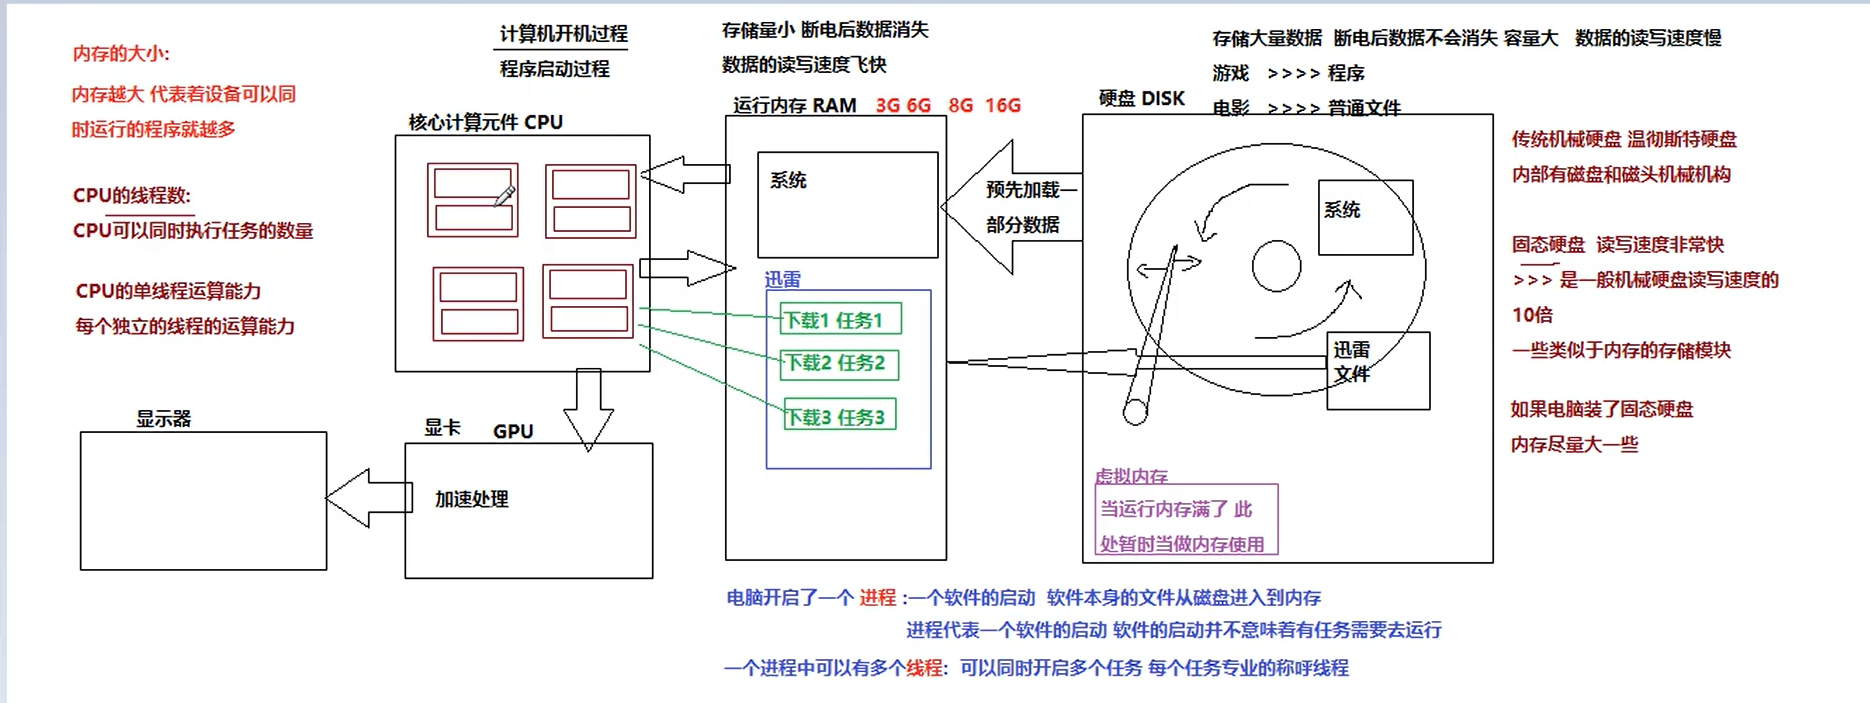 内存的大小:
内存越大 代表着设备可以同
时运行的程序就越多
CPU的线程数:
CPU可以同时执行任务的数量
CPU的单线程运算能力
每个独立的线程的运算能力
计算机开机过程
程序启动过程
核心计算元件 CPU
显示器
显卡 GPU
加速处理
存储量小 断电后数据消失
数据的读写速度飞快
运行内存 RAM 3G 6G 8G 16G
系统
迅雷
下载1 任务1
下载2 任务2
下载3 任务3
预先加载一
部分数据
存储大量数据 断电后数据不会消失 容量大 数据的读写速度慢
游戏 >>>> 程序
电影 >>>> 普通文件
硬盘 DISK
系统
迅雷
文件
虚拟内存
当运行内存满了 此
处暂时当做内存使用
传统机械硬盘 温彻斯特硬盘
内部有磁盘和磁头机械机构
固态硬盘 读写速度非常快
>>> 是一般机械硬盘读写速度的
10倍
一些类似于内存的存储模块
如果电脑装了固态硬盘
内存尽量大一些
电脑开启了一个 进程 :一个软件的启动 软件本身的文件从磁盘进入到内存
进程代表一个软件的启动 软件的启动并不意味着有任务需要去运行
一个进程中可以有多个线程: 可以同时开启多个任务 每个任务专业的称呼线程